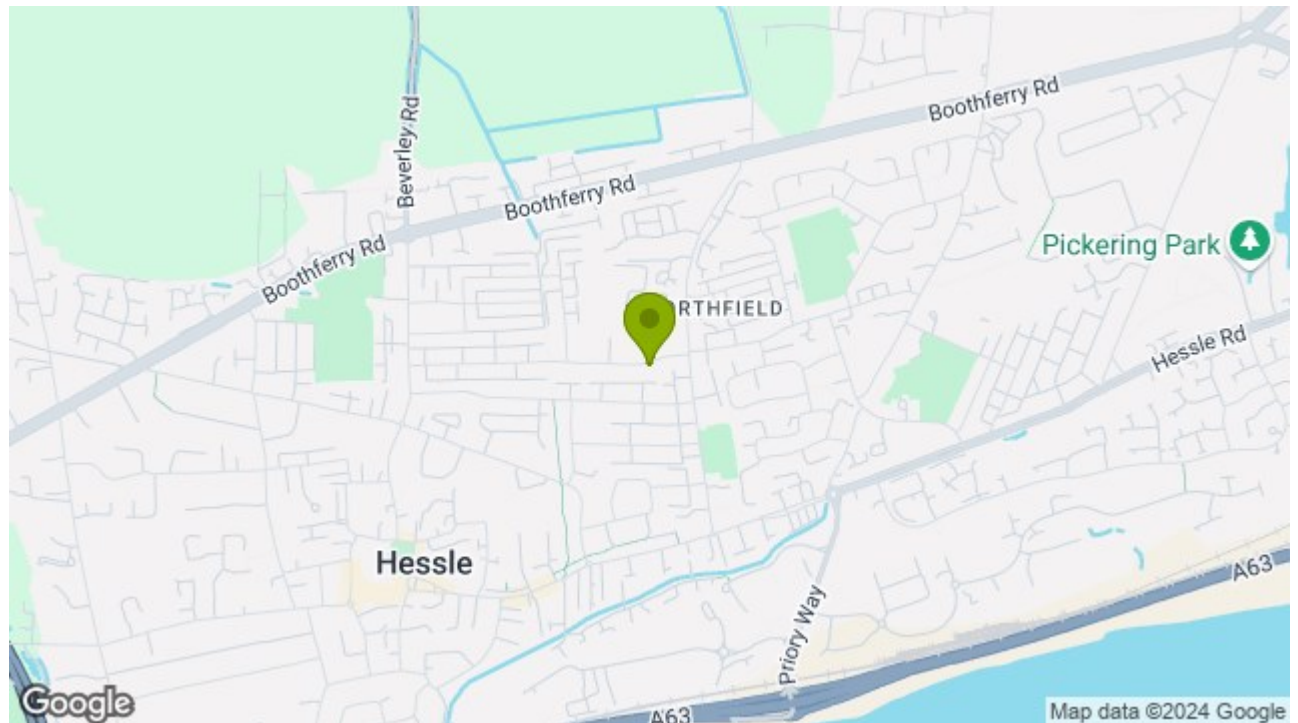 Boothferry Rd
Beverley Rd
Boothferry Rd
Boothferry Rd
Pickering Park
RTHFIELD
Hessle Rd
Hessle
A63
Priory Way
A63
Google
Map data ©2024 Google